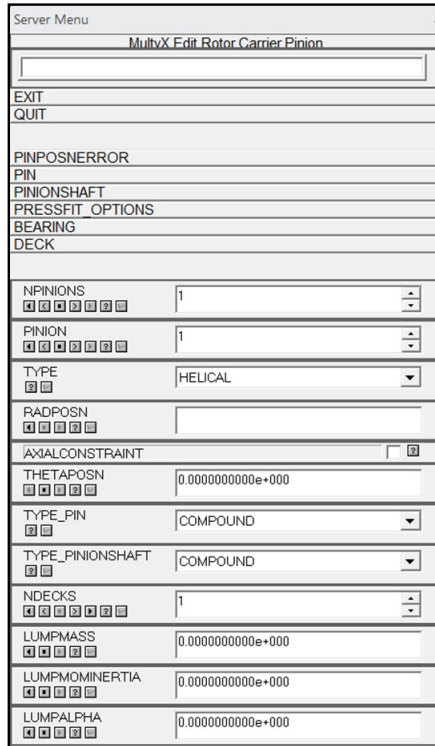 Server Menu
MultyX Edit Rotor Carrier Pinion
EXIT
QUIT
PINPOSNERROR
PIN
PINIONSHAFT
PRESSFIT_OPTIONS
BEARING
DECK
NPINIONS
1
PINION
1
TYPE
HELICAL
RADPOSN
AXIALCONSTRAINT
THETAPOSN
0.0000000000e+000
TYPE_PIN
COMPOUND
TYPE_PINIONSHAFT
COMPOUND
NDECKS
1
LUMPMASS
0.0000000000e+000
LUMPMOMINERTIA
0.0000000000e+000
LUMPALPHA
0.0000000000e+000